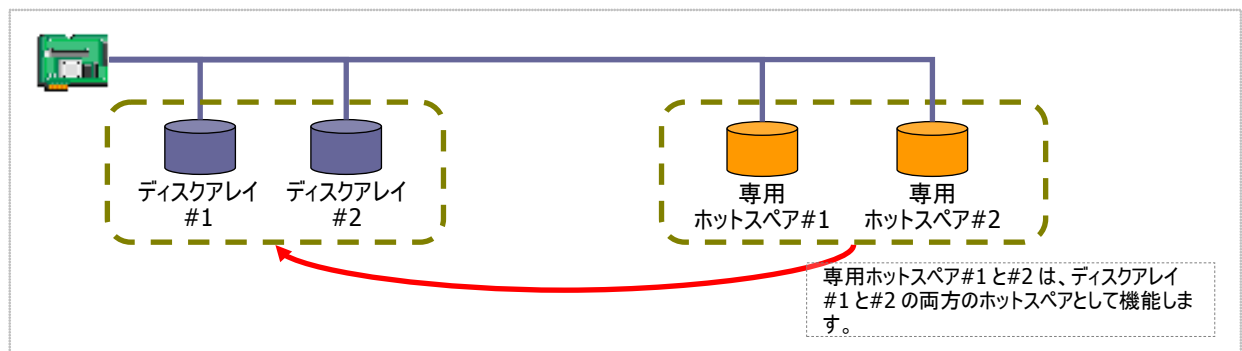 ディスクアレイ
#1
ディスクアレイ
#2
専用
ホットスペア#1
専用
ホットスペア#2
専用ホットスペア#1 と#2 は、ディスクアレイ
#1 と#2 の両方のホットスペアとして機能しま
す。